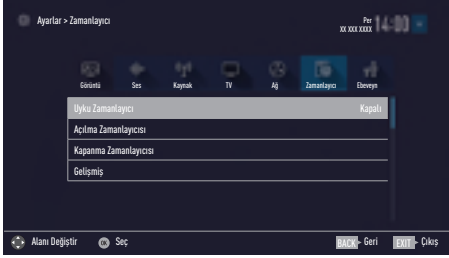 Ayarlar > Zamanlayıcı
Per
xx xxx xxxx 14:00
Görüntü Ses Kaynak TV Ağ Zamanlayıcı Ebeveyn
Uyku Zamanlayıcı Kapalı
Açılma Zamanlayıcısı
Kapanma Zamanlayıcısı
Gelişmiş
Alanı Değiştir OK Seç BACK Geri EXIT Çıkış